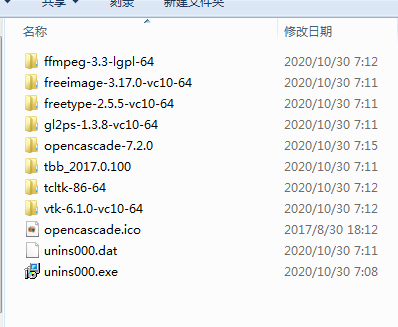 共享 刻录 新建文件夹
名称 修改日期
ffmpeg-3.3-lgpl-64 2020/10/30 7:12
freeimage-3.17.0-vc10-64 2020/10/30 7:11
freetype-2.5.5-vc10-64 2020/10/30 7:11
gl2ps-1.3.8-vc10-64 2020/10/30 7:11
opencascade-7.2.0 2020/10/30 7:15
tbb_2017.0.100 2020/10/30 7:11
tcltk-86-64 2020/10/30 7:12
vtk-6.1.0-vc10-64 2020/10/30 7:12
opencascade.ico 2017/8/30 18:12
unins000.dat 2020/10/30 7:11
unins000.exe 2020/10/30 7:08